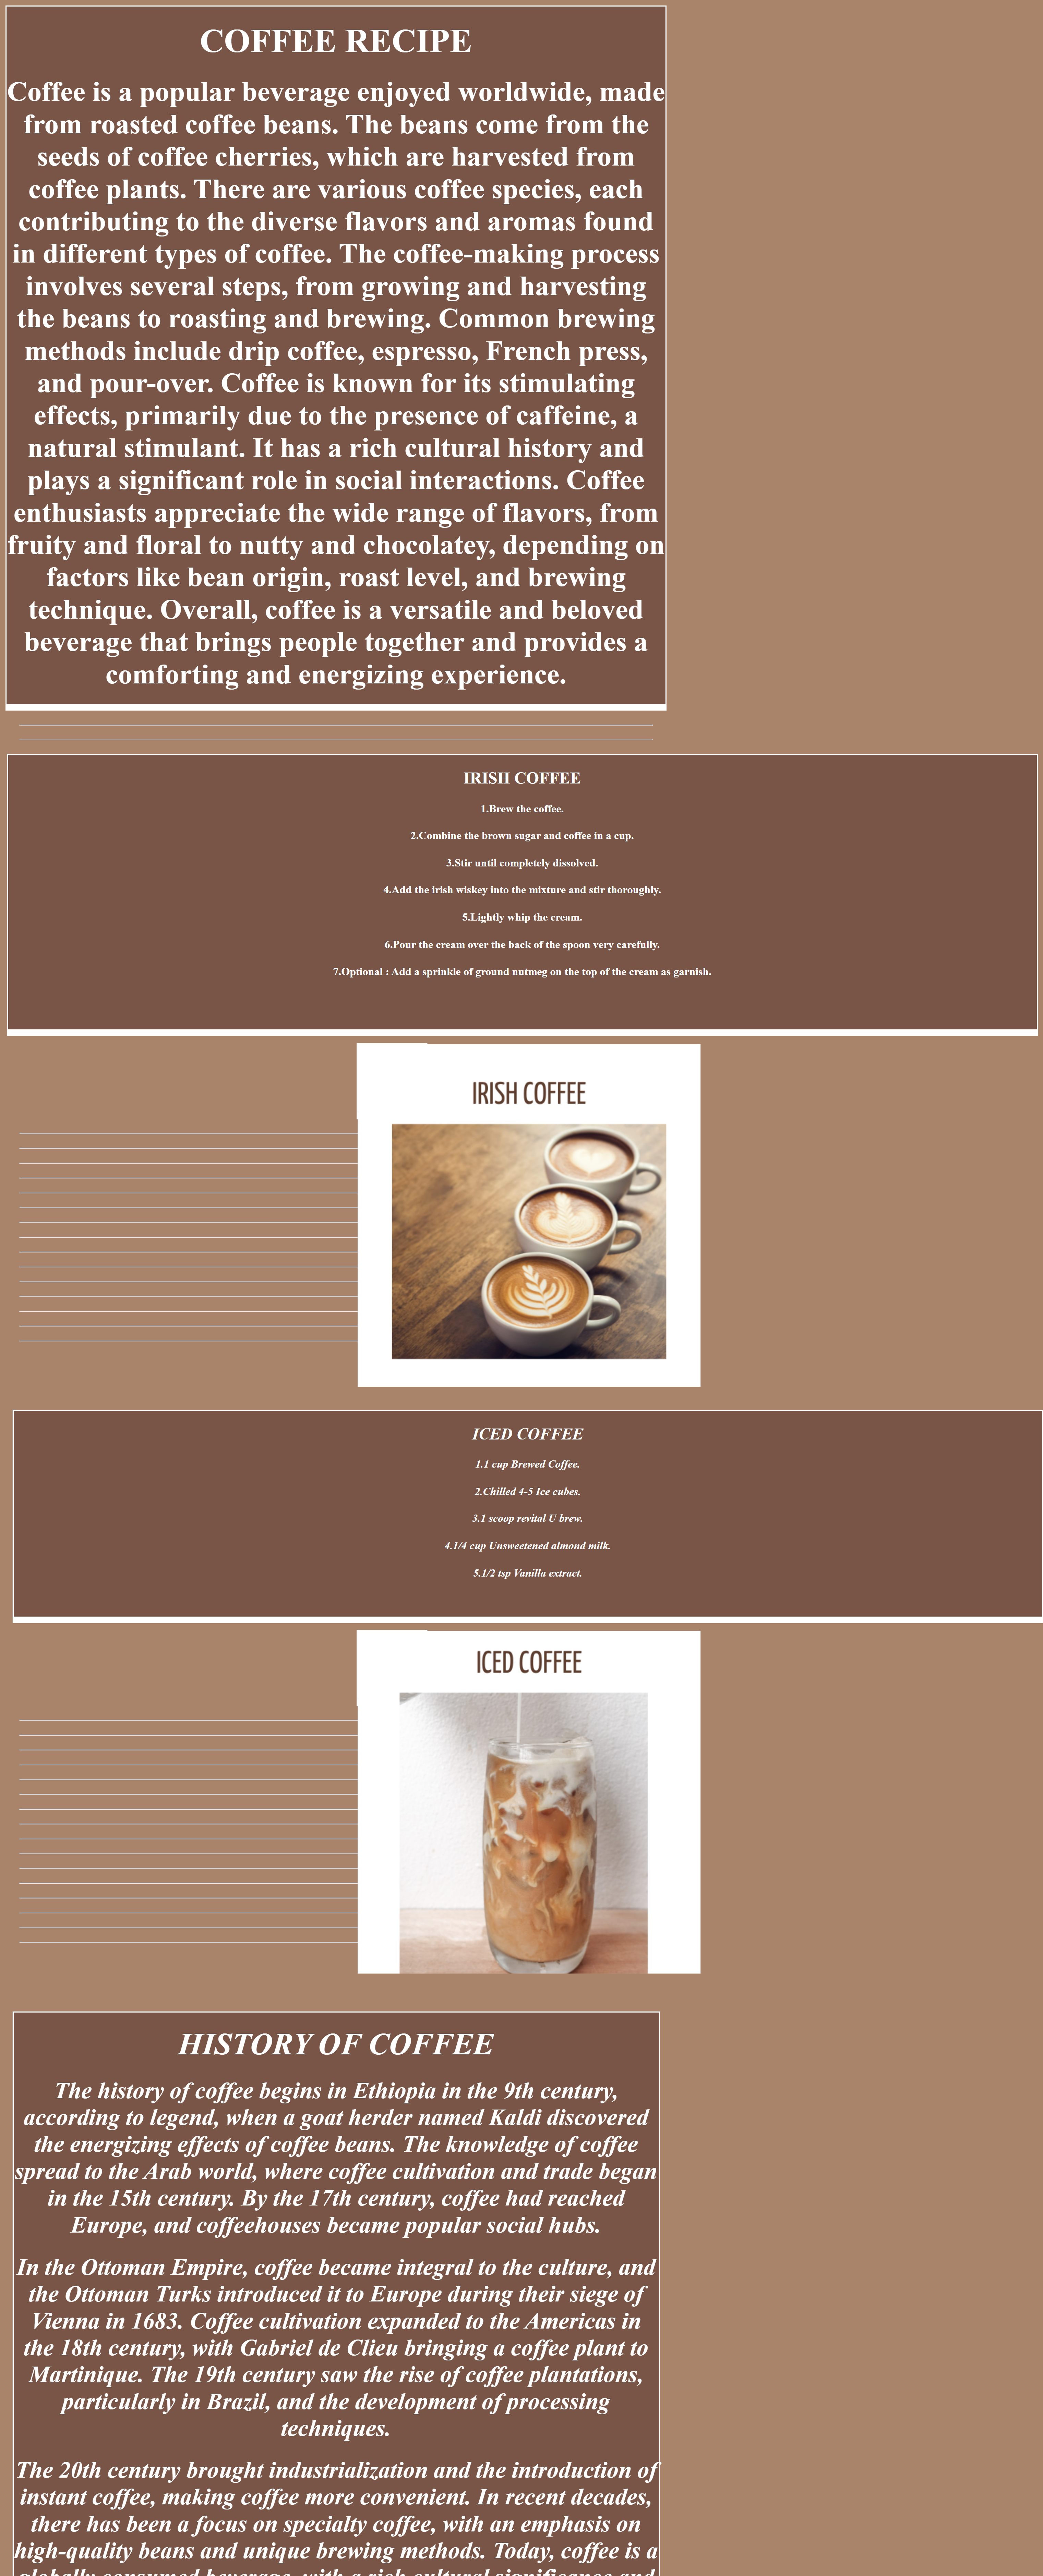 COFFEE RECIPE
Coffee is a popular beverage enjoyed worldwide, made
from roasted coffee beans. The beans come from the
seeds of coffee cherries, which are harvested from
coffee plants. There are various coffee species, each
contributing to the diverse flavors and aromas found
in different types of coffee. The coffee-making process
involves several steps, from growing and harvesting
the beans to roasting and brewing. Common brewing
methods include drip coffee, espresso, French press,
and pour-over. Coffee is known for its stimulating
effects, primarily due to the presence of caffeine, a
natural stimulant. It has a rich cultural history and
plays a significant role in social interactions. Coffee
enthusiasts appreciate the wide range of flavors, from
fruity and floral to nutty and chocolatey, depending on
factors like bean origin, roast level, and brewing
technique. Overall, coffee is a versatile and beloved
beverage that brings people together and provides a
comforting and energizing experience.
IRISH COFFEE
1.Brew the coffee.
2.Combine the brown sugar and coffee in a cup.
3.Stir until completely dissolved.
4.Add the irish wiskey into the mixture and stir thoroughly.
5.Lightly whip the cream.
6.Pour the cream over the back of the spoon very carefully.
7.Optional : Add a sprinkle of ground nutmeg on the top of the cream as garnish.
IRISH COFFEE
ICED COFFEE
1.1 cup Brewed Coffee.
2.Chilled 4-5 Ice cubes.
3.1 scoop revital U brew.
4.1/4 cup Unsweetened almond milk.
5.1/2 tsp Vanilla extract.
ICED COFFEE
HISTORY OF COFFEE
The history of coffee begins in Ethiopia in the 9th century,
according to legend, when a goat herder named Kaldi discovered
the energizing effects of coffee beans. The knowledge of coffee
spread to the Arab world, where coffee cultivation and trade began
in the 15th century. By the 17th century, coffee had reached
Europe, and coffeehouses became popular social hubs.
In the Ottoman Empire, coffee became integral to the culture, and
the Ottoman Turks introduced it to Europe during their siege of
Vienna in 1683. Coffee cultivation expanded to the Americas in
the 18th century, with Gabriel de Clieu bringing a coffee plant to
Martinique. The 19th century saw the rise of coffee plantations,
particularly in Brazil, and the development of processing
techniques.
The 20th century brought industrialization and the introduction of
instant coffee, making coffee more convenient. In recent decades,
there has been a focus on specialty coffee, with an emphasis on
high-quality beans and unique brewing methods. Today, coffee is a
globally consumed beverage, with a rich cultural significance and